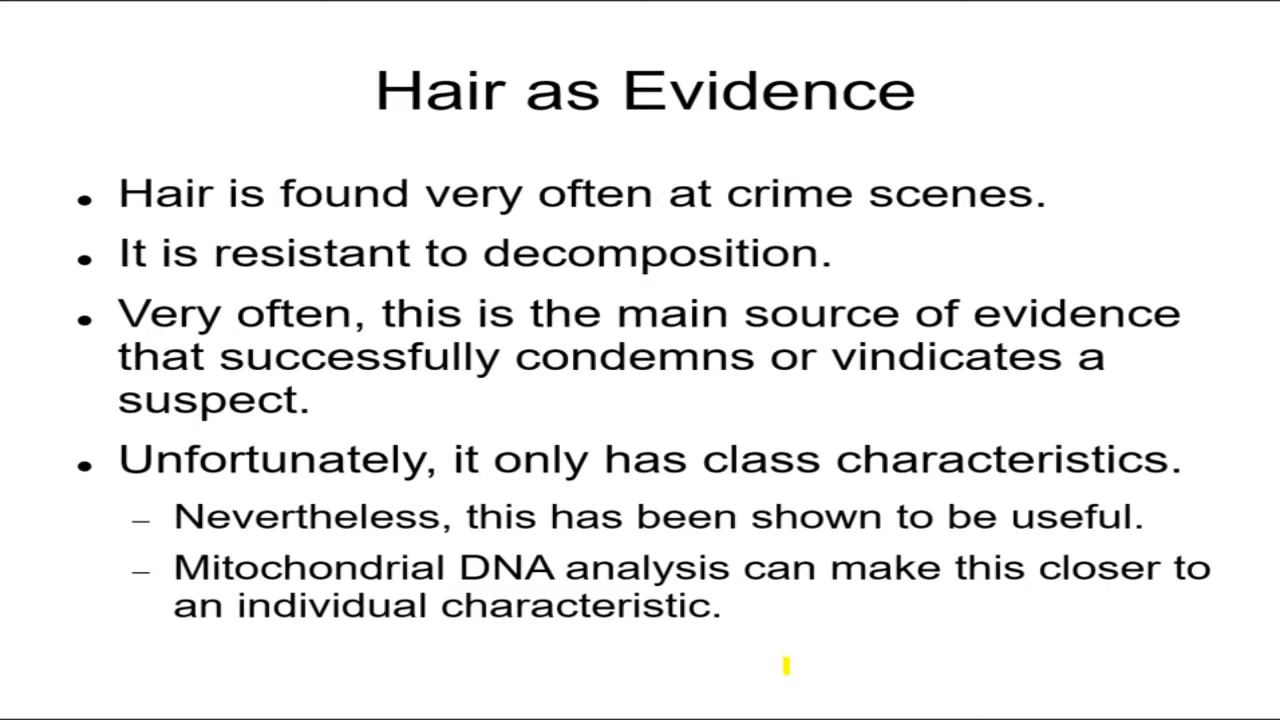 Hair as Evidence
• Hair is found very often at crime scenes.
• It is resistant to decomposition.
• Very often, this is the main source of evidence
that successfully condemns or vindicates a
suspect.
• Unfortunately, it only has class characteristics.
– Nevertheless, this has been shown to be useful.
– Mitochondrial DNA analysis can make this closer to
an individual characteristic.